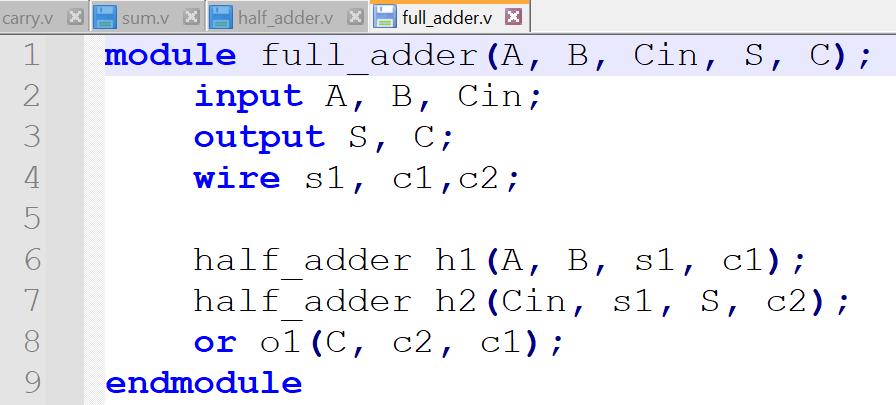 carry.v sum.v half_adder.v full_adder.v
1 module full_adder(A, B, Cin, S, C);
2 input A, B, Cin;
3 output S, C;
4 wire s1, c1,c2;
5
6 half_adder h1(A, B, s1, c1);
7 half_adder h2(Cin, s1, S, c2);
8 or o1(C, c2, c1);
9 endmodule